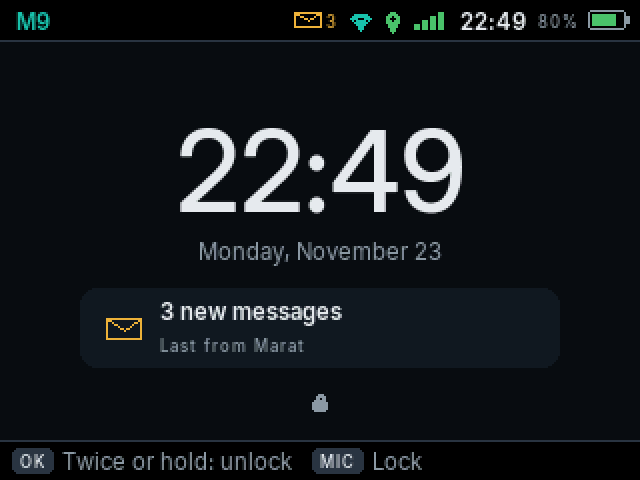 M9 3 22:49 80%
22:49
Monday, November 23
3 new messages
Last from Marat
OK Twice or hold: unlock MIC Lock